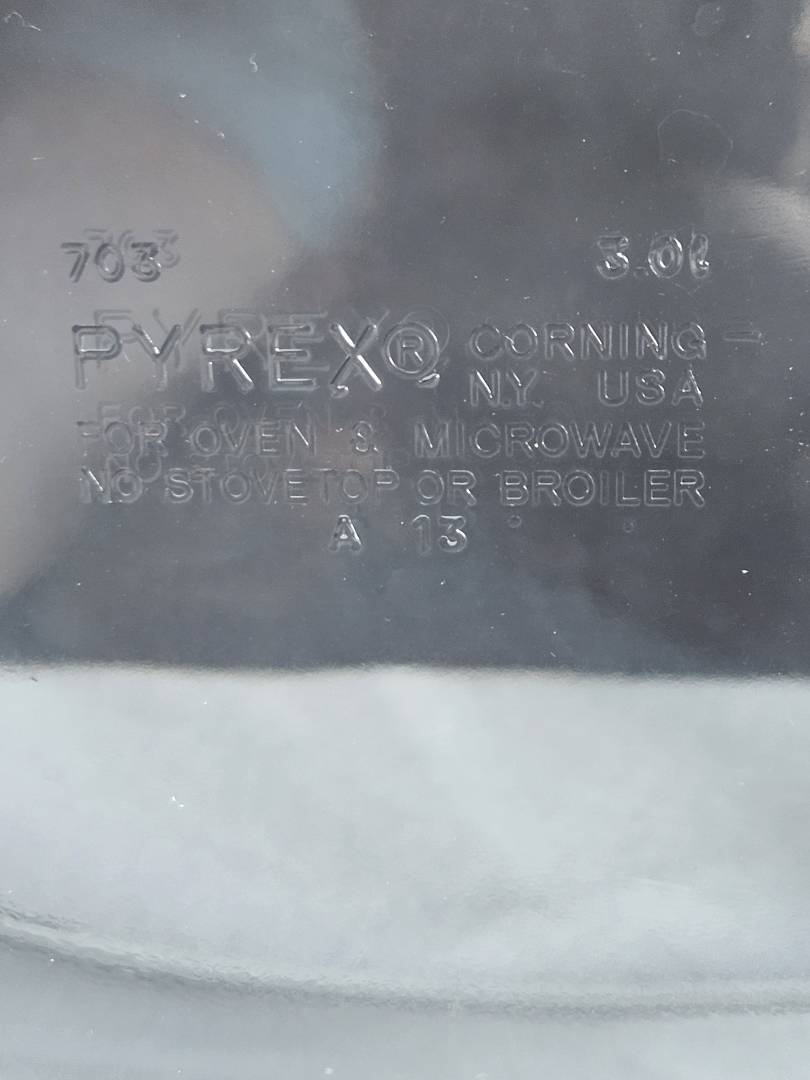 703 3.0ℓ
PYREX® CORNING
N.Y. USA
FOR OVEN & MICROWAVE
NO STOVETOP OR BROILER
A 13